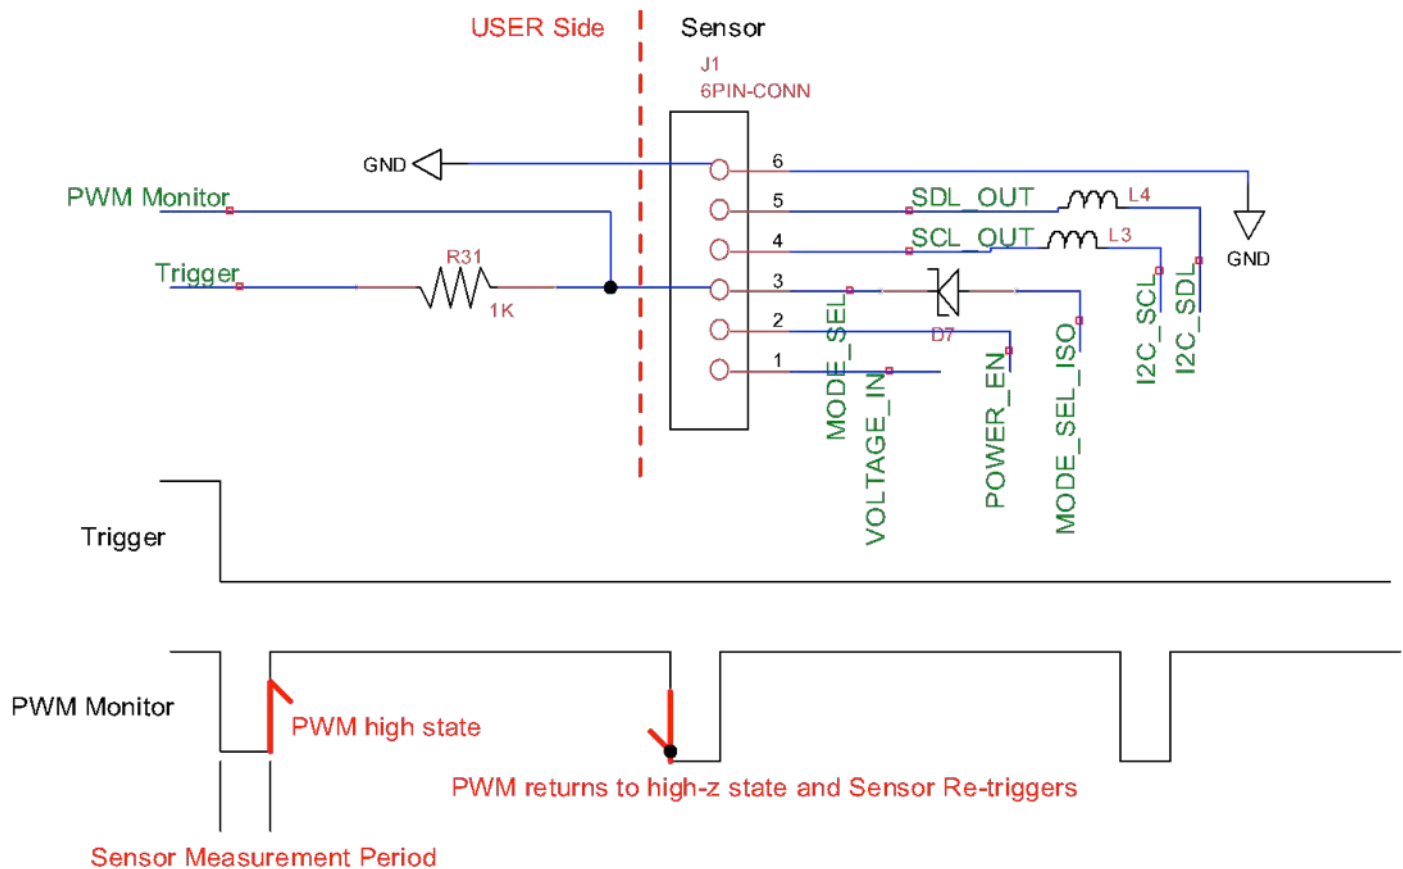 USER Side
Sensor
J1
6PIN-CONN
GND
6
PWM Monitor
5
SDL_OUT
L4
4
SCL_OUT
L3
GND
Trigger
R31
1K
3
MODE_SEL
D7
MODE_SEL_ISO
I2C_SCL
I2C_SDL
2
POWER_EN
1
VOLTAGE_IN
Trigger
PWM Monitor
PWM high state
PWM returns to high-z state and Sensor Re-triggers
Sensor Measurement Period